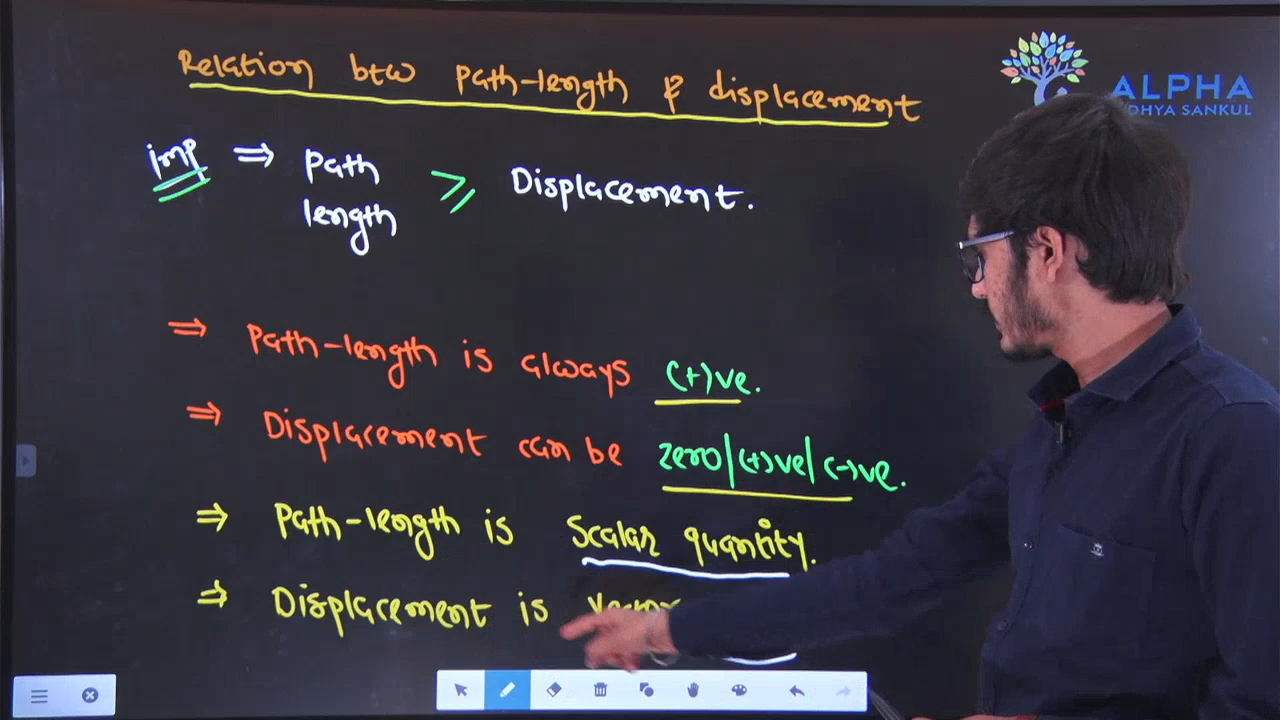 Relation btw path-length & displacement
ALPHA
DHYA SANKUL
imp ⇒ path length ⩾ Displacement.
⇒ Path-length is always (+)ve.
⇒ Displacement can be zero/(+)ve/(-)ve.
⇒ Path-length is scalar quantity.
⇒ Displacement is